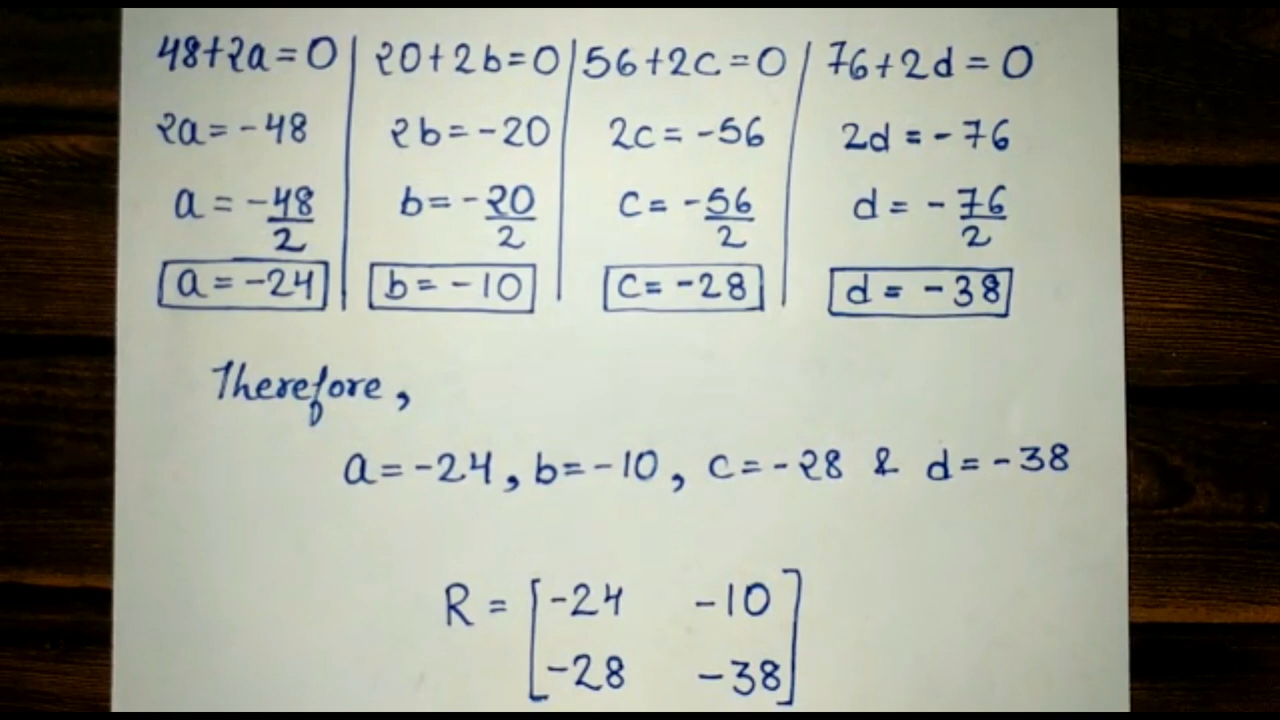 48+2a=0 | 20+2b=0 | 56+2c=0 | 76+2d=0
2a=-48 | 2b=-20 | 2c=-56 | 2d=-76
a=-48/2 | b=-20/2 | c=-56/2 | d=-76/2
a=-24 | b=-10 | c=-28 | d=-38
Therefore,
a=-24, b=-10, c=-28 & d=-38
R = [-24 -10
-28 -38]